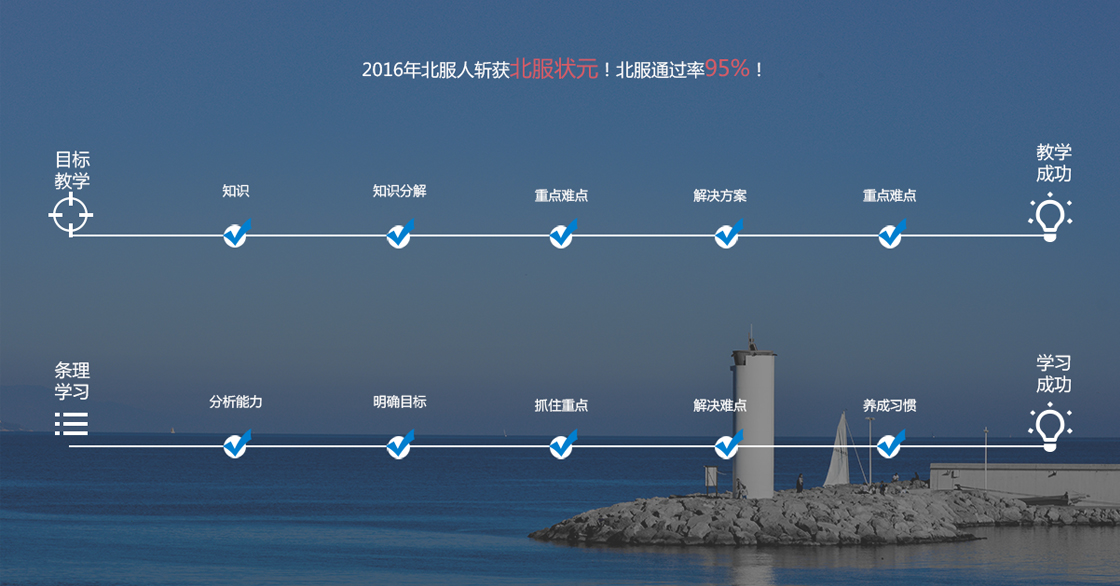 2016年北服人斩获北服状元！北服通过率95%！
目标
教学
知识
知识分解
重点难点
解决方案
重点难点
教学
成功
条理
学习
分析能力
明确目标
抓住重点
解决难点
养成习惯
学习
成功